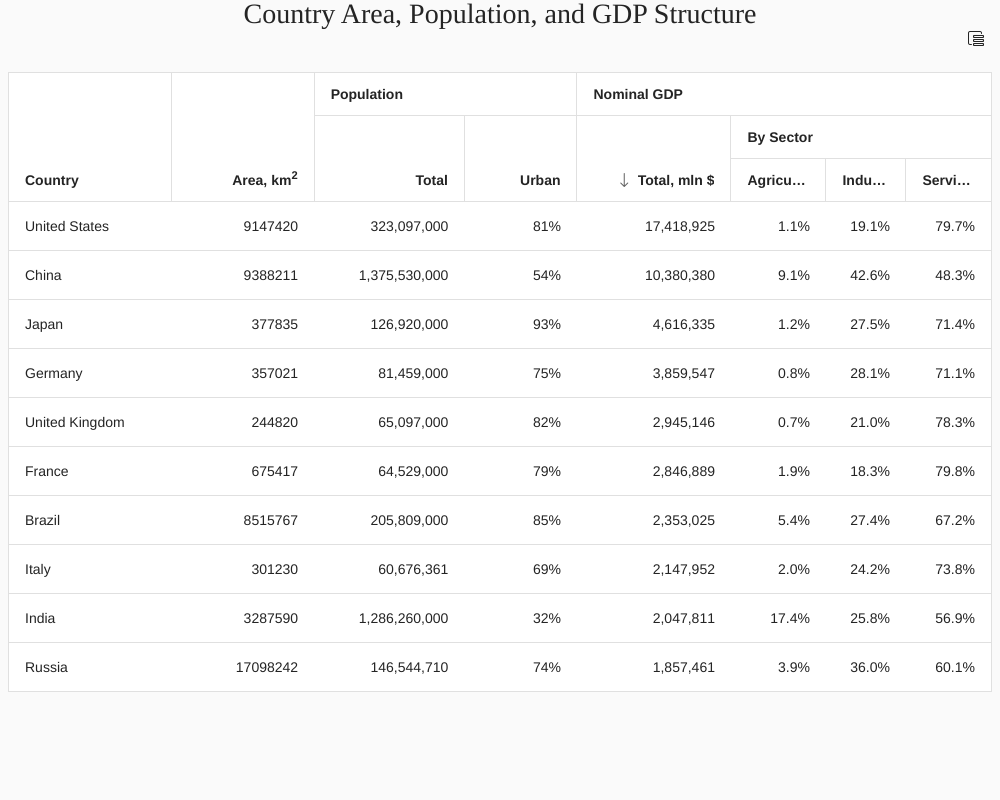 Country Area, Population, and GDP Structure
Population Nominal GDP
By Sector
Country Area, km² Total Urban ↓ Total, mln $ Agricu… Indu… Servi…
United States 9147420 323,097,000 81% 17,418,925 1.1% 19.1% 79.7%
China 9388211 1,375,530,000 54% 10,380,380 9.1% 42.6% 48.3%
Japan 377835 126,920,000 93% 4,616,335 1.2% 27.5% 71.4%
Germany 357021 81,459,000 75% 3,859,547 0.8% 28.1% 71.1%
United Kingdom 244820 65,097,000 82% 2,945,146 0.7% 21.0% 78.3%
France 675417 64,529,000 79% 2,846,889 1.9% 18.3% 79.8%
Brazil 8515767 205,809,000 85% 2,353,025 5.4% 27.4% 67.2%
Italy 301230 60,676,361 69% 2,147,952 2.0% 24.2% 73.8%
India 3287590 1,286,260,000 32% 2,047,811 17.4% 25.8% 56.9%
Russia 17098242 146,544,710 74% 1,857,461 3.9% 36.0% 60.1%